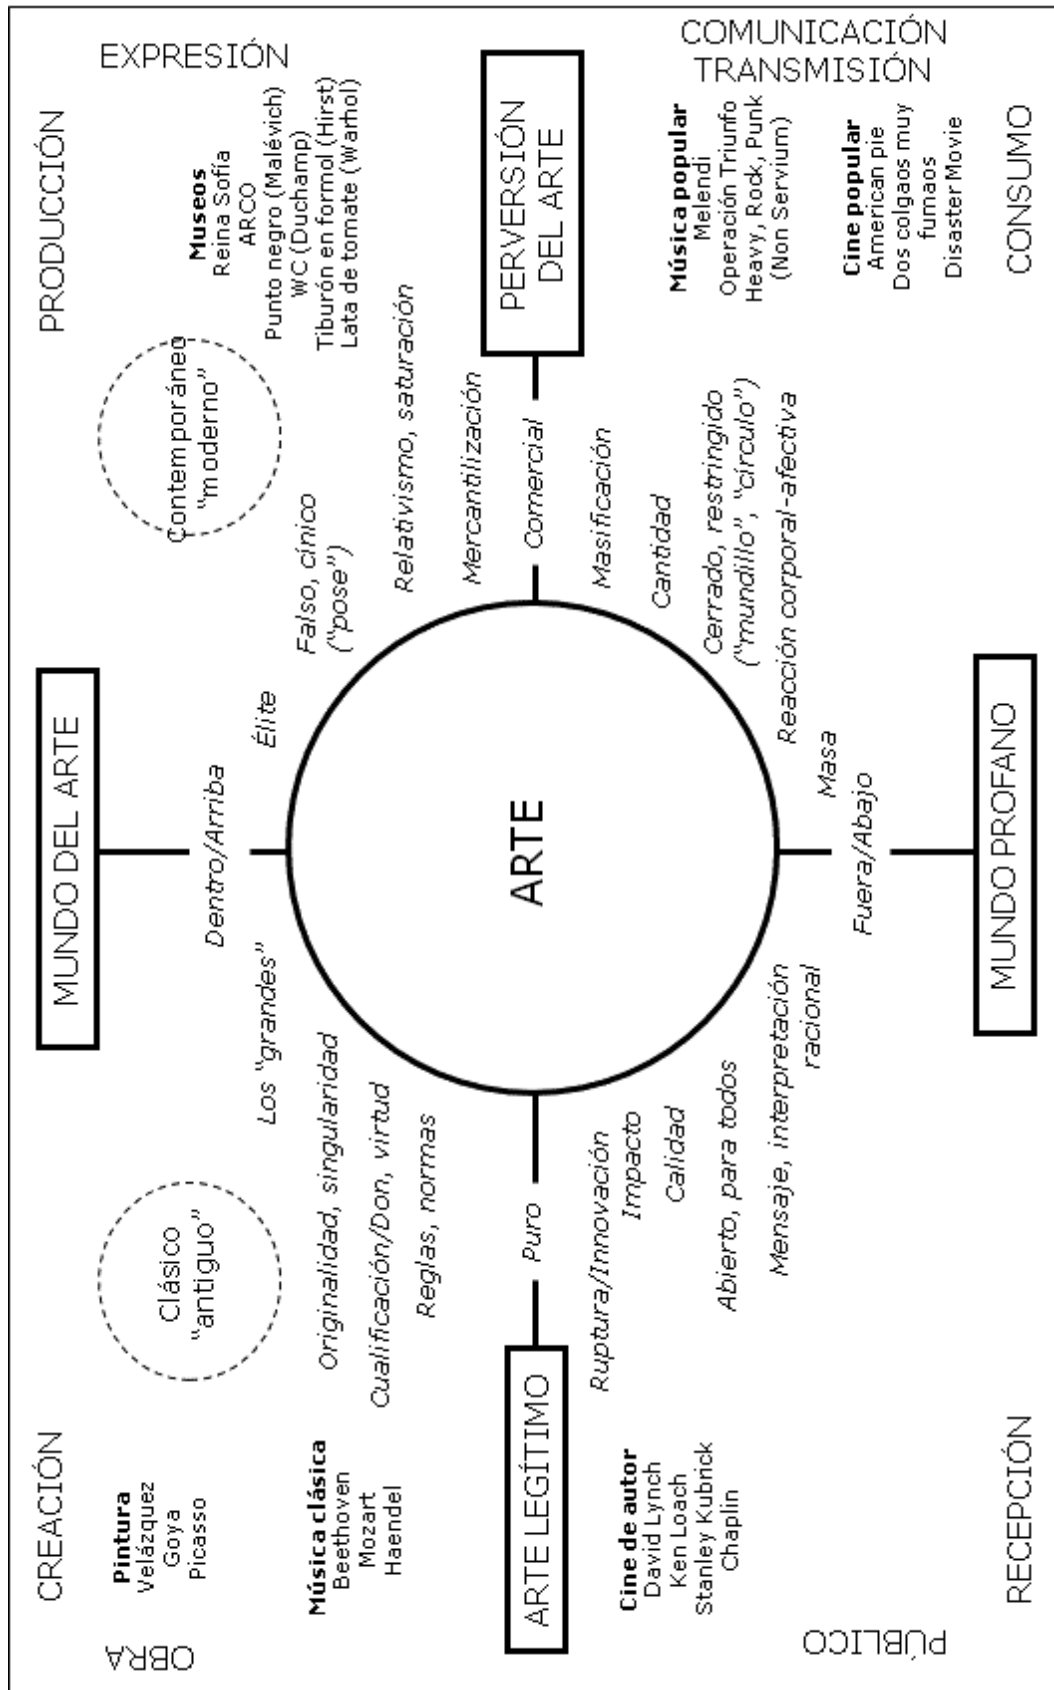 CREACIÓN
PRODUCCIÓN
OBRA
EXPRESIÓN
MUNDO DEL ARTE
Pintura
Velázquez
Goya
Picasso
Clásico
“antiguo”
Contemporáneo
“moderno”
Museos
Reina Sofía
ARCO
Punto negro (Malévich)
WC (Duchamp)
Tiburón en formol (Hirst)
Lata de tomate (Warhol)
Dentro/Arriba
Los “grandes”
Élite
Música clásica
Beethoven
Mozart
Haendel
Originalidad, singularidad
Cualificación/Don, virtud
Reglas, normas
Falso, cínico
(“pose”)
Relativismo, saturación
Mercantilización
ARTE LEGÍTIMO
Puro
ARTE
Comercial
PERVERSIÓN
DEL ARTE
Ruptura/Innovación
Impacto
Calidad
Abierto, para todos
Mensaje, interpretación
racional
Masificación
Cantidad
Cerrado, restringido
(“mundillo”, “círculo”)
Reacción corporal-afectiva
Masa
Fuera/Abajo
Cine de autor
David Lynch
Ken Loach
Stanley Kubrick
Chaplin
Música popular
Melendi
Operación Triunfo
Heavy, Rock, Punk
(Non Servium)
Cine popular
American pie
Dos colgaos muy
fumaos
Disaster Movie
PÚBLICO
COMUNICACIÓN
TRANSMISIÓN
RECEPCIÓN
MUNDO PROFANO
CONSUMO